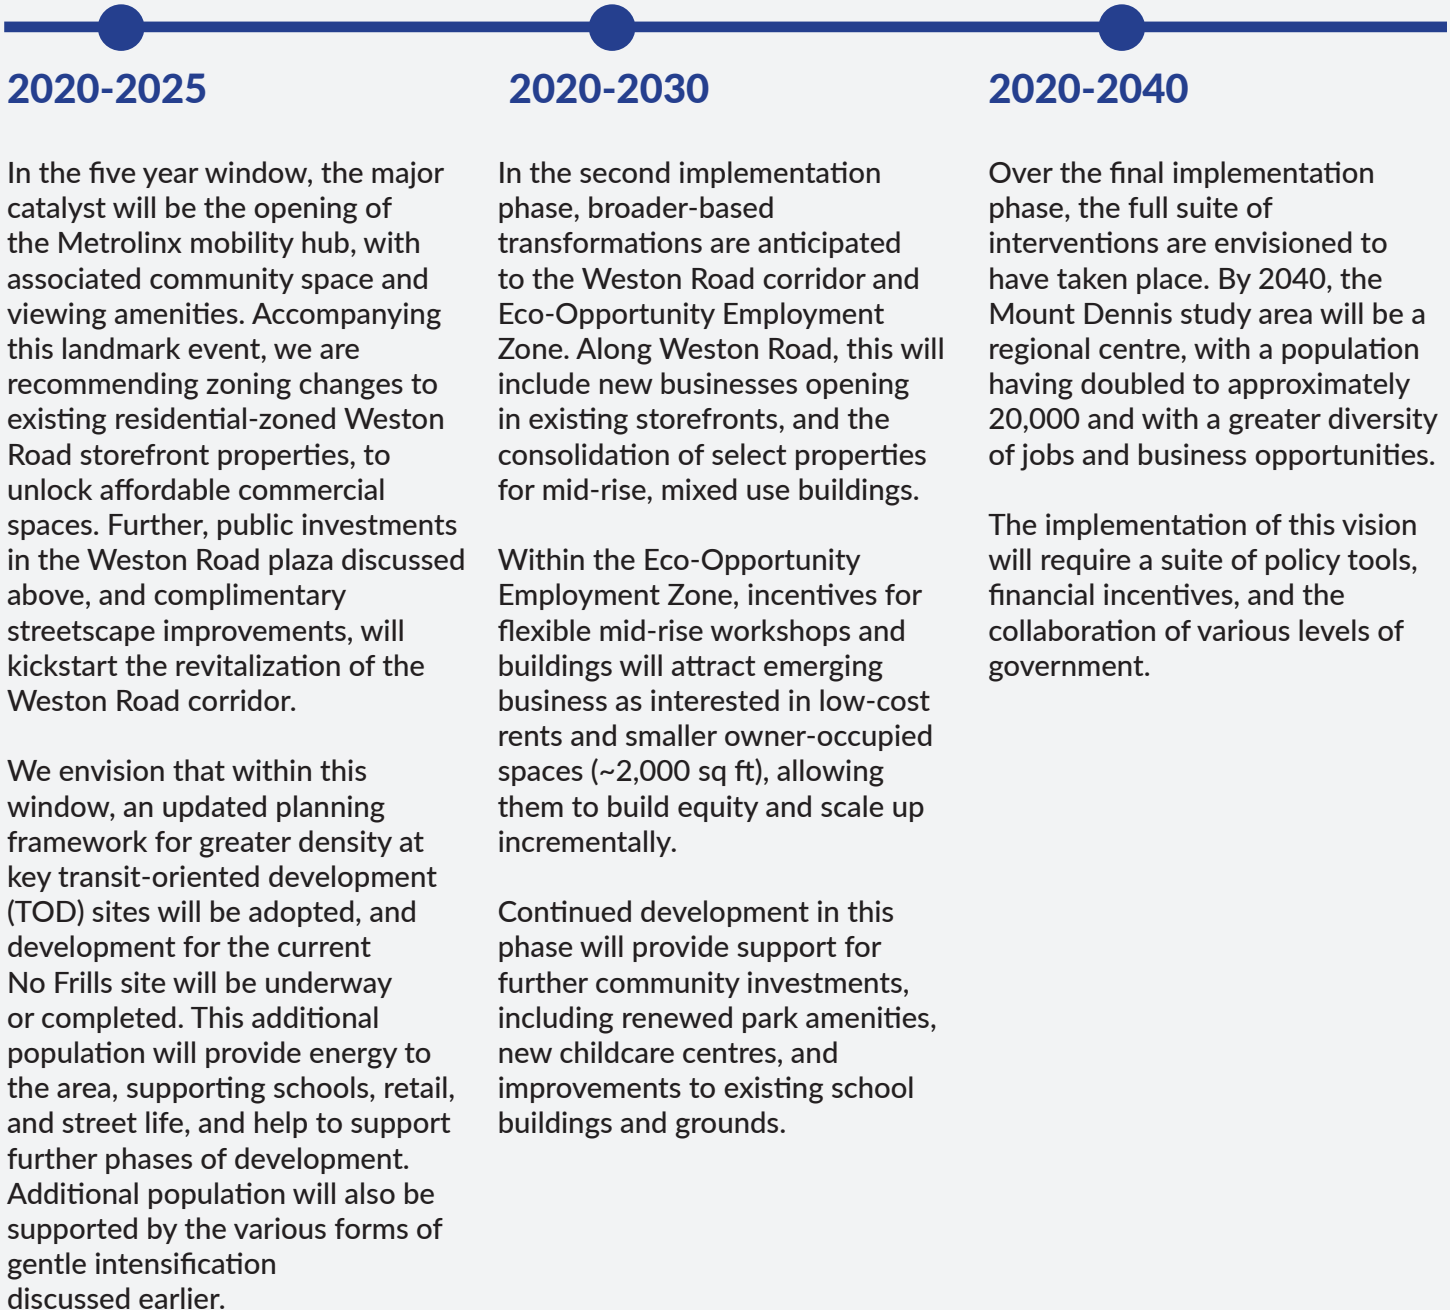 2020-2025
In the five year window, the major
catalyst will be the opening of
the Metrolinx mobility hub, with
associated community space and
viewing amenities. Accompanying
this landmark event, we are
recommending zoning changes to
existing residential-zoned Weston
Road storefront properties, to
unlock affordable commercial
spaces. Further, public investments
in the Weston Road plaza discussed
above, and complimentary
streetscape improvements, will
kickstart the revitalization of the
Weston Road corridor.
We envision that within this
window, an updated planning
framework for greater density at
key transit-oriented development
(TOD) sites will be adopted, and
development for the current
No Frills site will be underway
or completed. This additional
population will provide energy to
the area, supporting schools, retail,
and street life, and help to support
further phases of development.
Additional population will also be
supported by the various forms of
gentle intensification
discussed earlier.
2020-2030
In the second implementation
phase, broader-based
transformations are anticipated
to the Weston Road corridor and
Eco-Opportunity Employment
Zone. Along Weston Road, this will
include new businesses opening
in existing storefronts, and the
consolidation of select properties
for mid-rise, mixed use buildings.
Within the Eco-Opportunity
Employment Zone, incentives for
flexible mid-rise workshops and
buildings will attract emerging
business as interested in low-cost
rents and smaller owner-occupied
spaces (~2,000 sq ft), allowing
them to build equity and scale up
incrementally.
Continued development in this
phase will provide support for
further community investments,
including renewed park amenities,
new childcare centres, and
improvements to existing school
buildings and grounds.
2020-2040
Over the final implementation
phase, the full suite of
interventions are envisioned to
have taken place. By 2040, the
Mount Dennis study area will be a
regional centre, with a population
having doubled to approximately
20,000 and with a greater diversity
of jobs and business opportunities.
The implementation of this vision
will require a suite of policy tools,
financial incentives, and the
collaboration of various levels of
government.